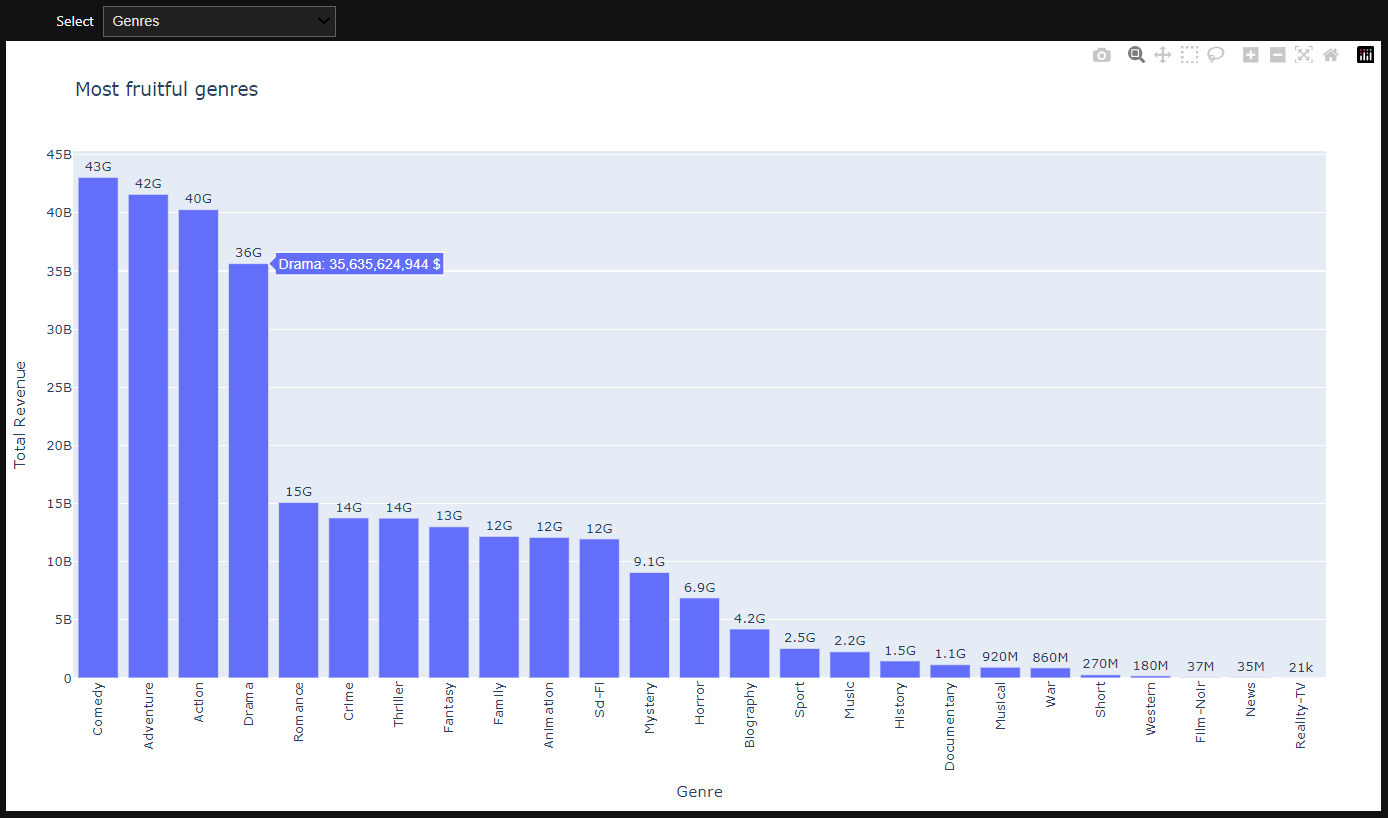 Select Genres
Most fruitful genres
45B
40B
35B
30B
25B
20B
15B
10B
5B
0
Total Revenue
43G
42G
40G
36G
Drama: 35,635,624,944 $
15G
14G
14G
13G
12G
12G
12G
9.1G
6.9G
4.2G
2.5G
2.2G
1.5G
1.1G
920M
860M
270M
180M
37M
35M
21k
Comedy
Adventure
Action
Drama
Romance
Crime
Thriller
Fantasy
Family
Animation
Sci-Fi
Mystery
Horror
Biography
Sport
Music
History
Documentary
Musical
War
Short
Western
Film-Noir
News
Reality-TV
Genre